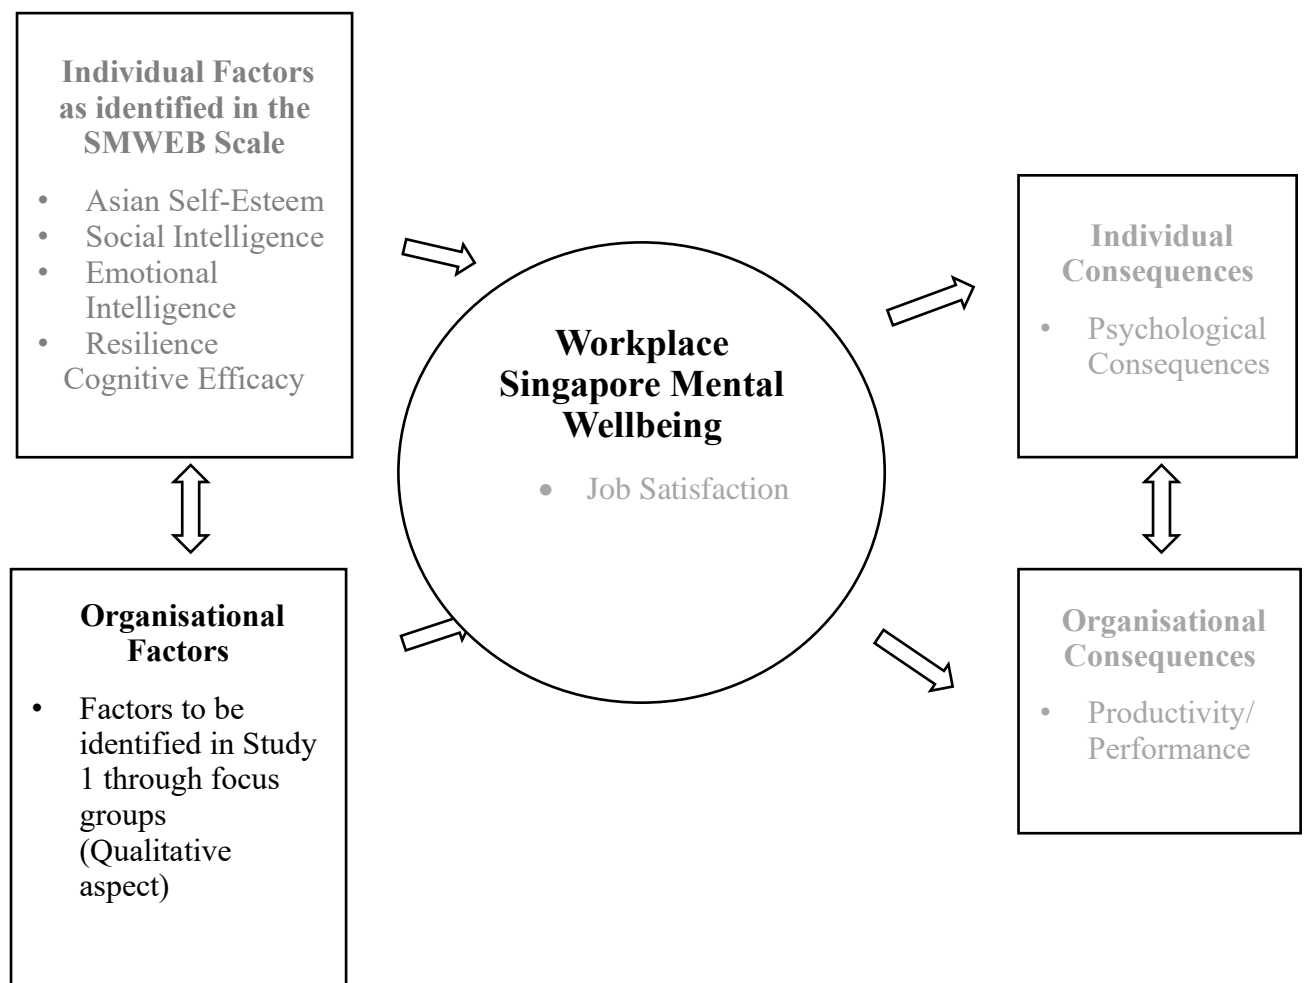 Individual Factors
as identified in the
SMWEB Scale
• Asian Self-Esteem
• Social Intelligence
• Emotional
Intelligence
• Resilience
Cognitive Efficacy
Organisational
Factors
• Factors to be
identified in Study
1 through focus
groups
(Qualitative
aspect)
Workplace
Singapore Mental
Wellbeing
• Job Satisfaction
Individual
Consequences
• Psychological
Consequences
Organisational
Consequences
• Productivity/
Performance